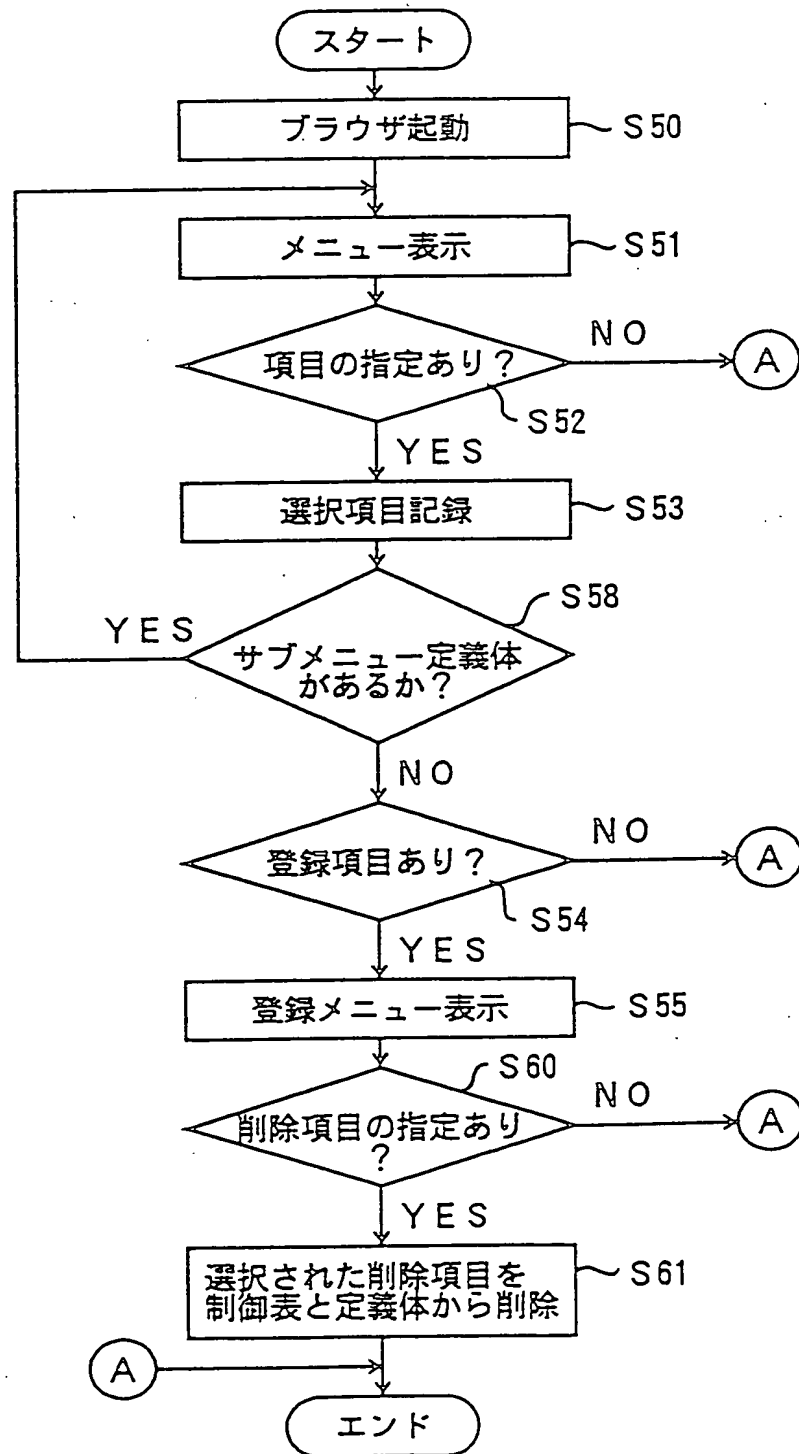 スタート
ブラウザ起動
S50
メニュー表示
S51
項目の指定あり?
NO
A
S52
YES
選択項目記録
S53
S58
YES
サブメニュー定義体
があるか?
NO
登録項目あり?
NO
A
S54
YES
登録メニュー表示
S55
S60
削除項目の指定あり
?
NO
A
YES
選択された削除項目を
制御表と定義体から削除
S61
A
エンド